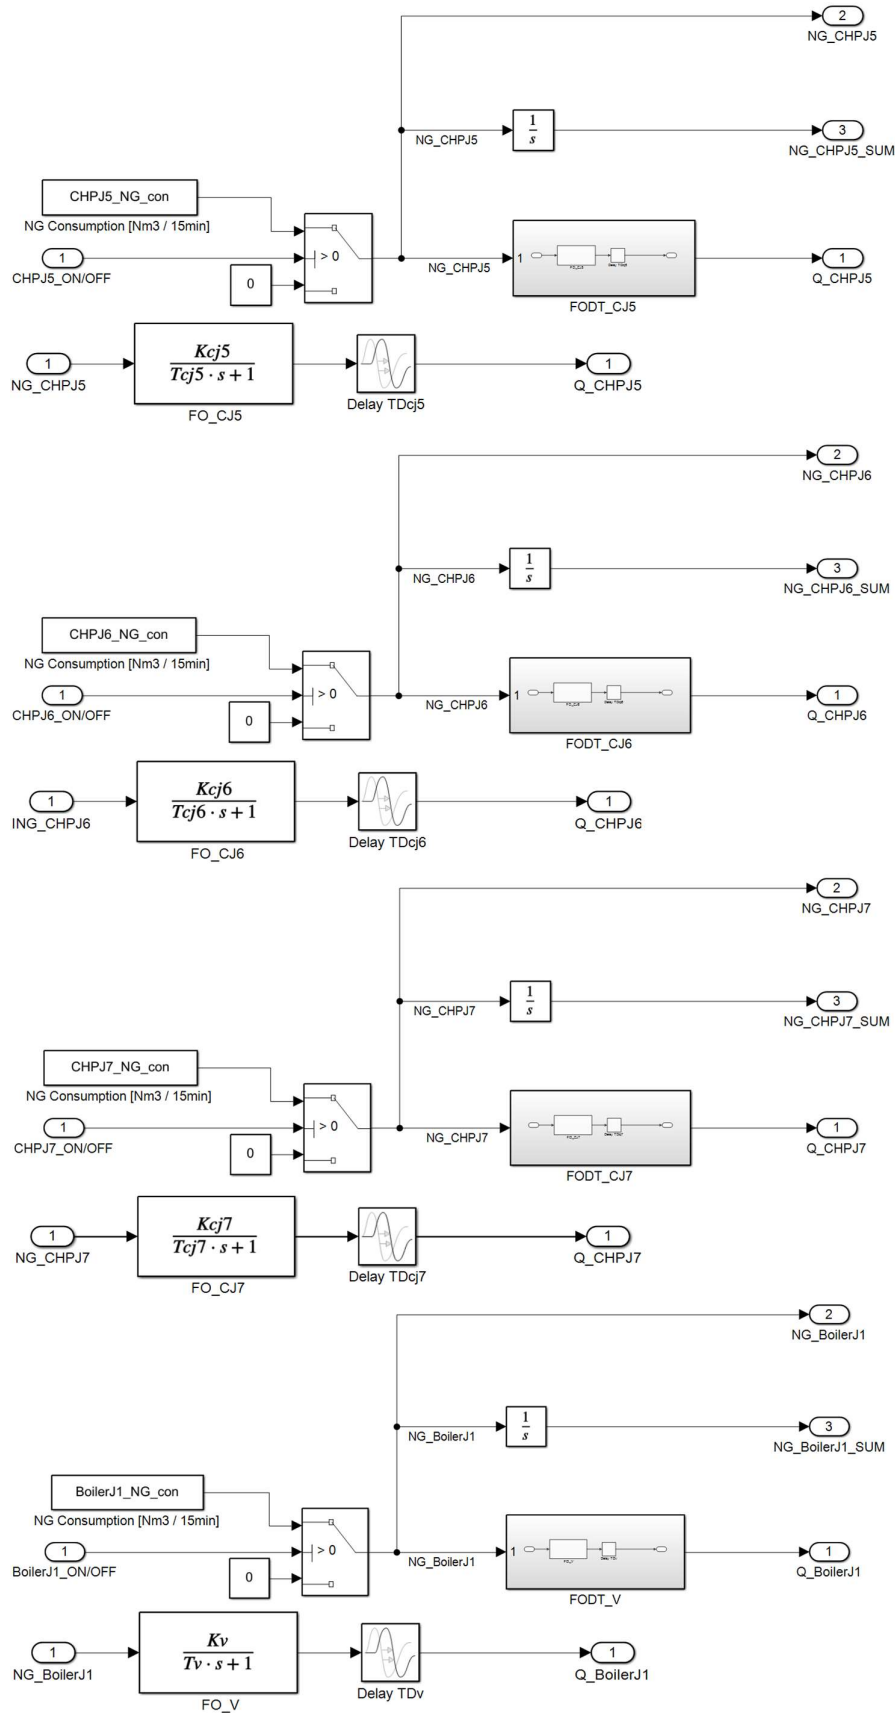 2
NG_CHPJ5
NG_CHPJ5
1
s
3
NG_CHPJ5_SUM
CHPJ5_NG_con
NG Consumption [Nm3 / 15min]
1
CHPJ5_ON/OFF
0
> 0
NG_CHPJ5
1
FODT_CJ5
1
Q_CHPJ5
1
NG_CHPJ5
Kcj5
Tcj5 · s + 1
FO_CJ5
Delay TDcj5
1
Q_CHPJ5
2
NG_CHPJ6
NG_CHPJ6
1
s
3
NG_CHPJ6_SUM
CHPJ6_NG_con
NG Consumption [Nm3 / 15min]
1
CHPJ6_ON/OFF
0
> 0
NG_CHPJ6
1
FODT_CJ6
1
Q_CHPJ6
1
ING_CHPJ6
Kcj6
Tcj6 · s + 1
FO_CJ6
Delay TDcj6
1
Q_CHPJ6
2
NG_CHPJ7
NG_CHPJ7
1
s
3
NG_CHPJ7_SUM
CHPJ7_NG_con
NG Consumption [Nm3 / 15min]
1
CHPJ7_ON/OFF
0
> 0
NG_CHPJ7
1
FODT_CJ7
1
Q_CHPJ7
1
NG_CHPJ7
Kcj7
Tcj7 · s + 1
FO_CJ7
Delay TDcj7
1
Q_CHPJ7
2
NG_BoilerJ1
NG_BoilerJ1
1
s
3
NG_BoilerJ1_SUM
BoilerJ1_NG_con
NG Consumption [Nm3 / 15min]
1
BoilerJ1_ON/OFF
0
> 0
NG_BoilerJ1
1
FODT_V
1
Q_BoilerJ1
1
NG_BoilerJ1
Kv
Tv · s + 1
FO_V
Delay TDv
1
Q_BoilerJ1